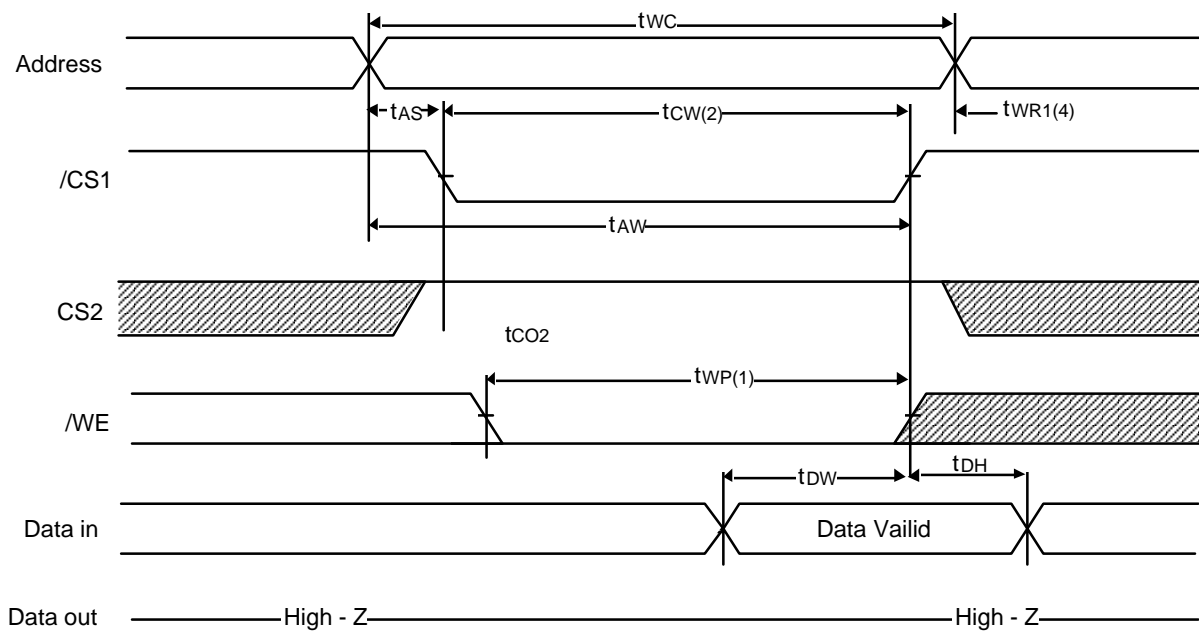 tWC
Address
tAS
tCW(2)
tWR1(4)
/CS1
tAW
CS2
tCO2
tWP(1)
/WE
tDW
tDH
Data in
Data Vailid
Data out
High - Z
High - Z